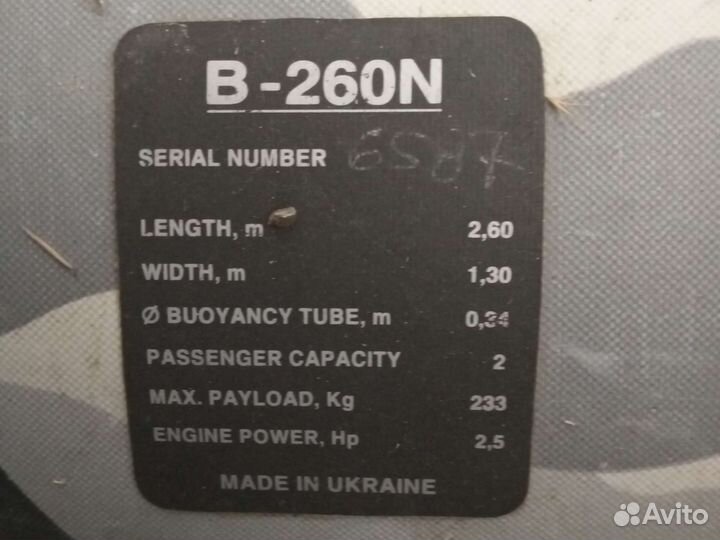 B-260N
SERIAL NUMBER 6587
LENGTH, m 2,60
WIDTH, m 1,30
Ø BUOYANCY TUBE, m 0,34
PASSENGER CAPACITY 2
MAX. PAYLOAD, Kg 233
ENGINE POWER, Hp 2,5
MADE IN UKRAINE
Avito